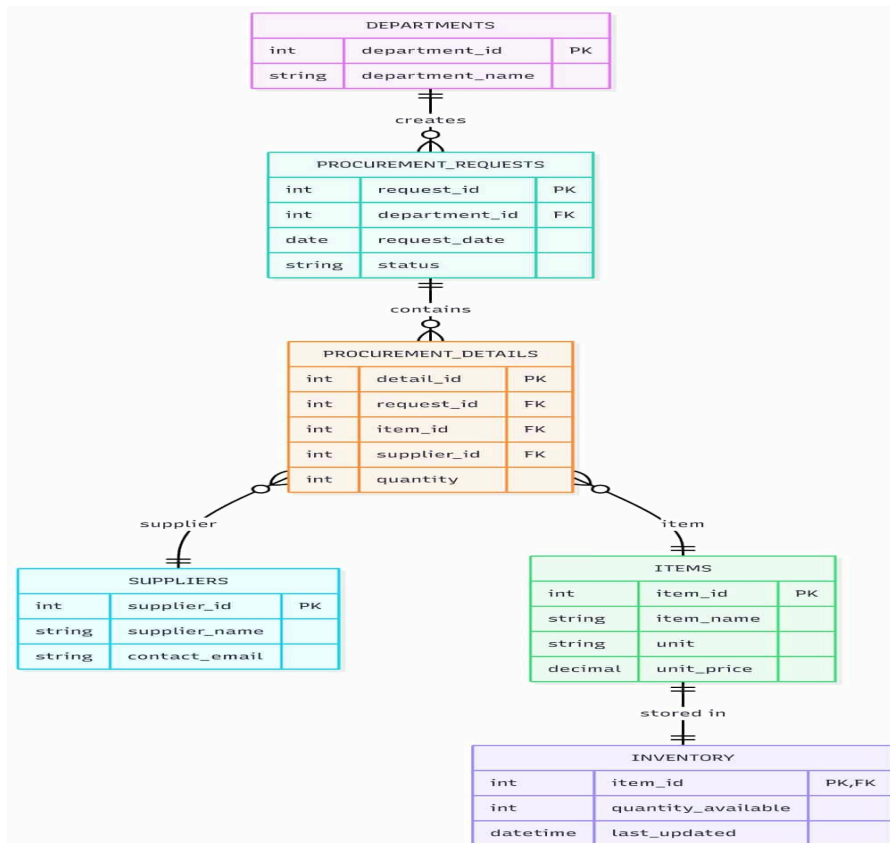 DEPARTMENTS
int department_id PK
string department_name
creates
PROCUREMENT_REQUESTS
int request_id PK
int department_id FK
date request_date
string status
contains
PROCUREMENT_DETAILS
int detail_id PK
int request_id FK
int item_id FK
int supplier_id FK
int quantity
supplier
item
SUPPLIERS
int supplier_id PK
string supplier_name
string contact_email
ITEMS
int item_id PK
string item_name
string unit
decimal unit_price
stored in
INVENTORY
int item_id PK,FK
int quantity_available
datetime last_updated